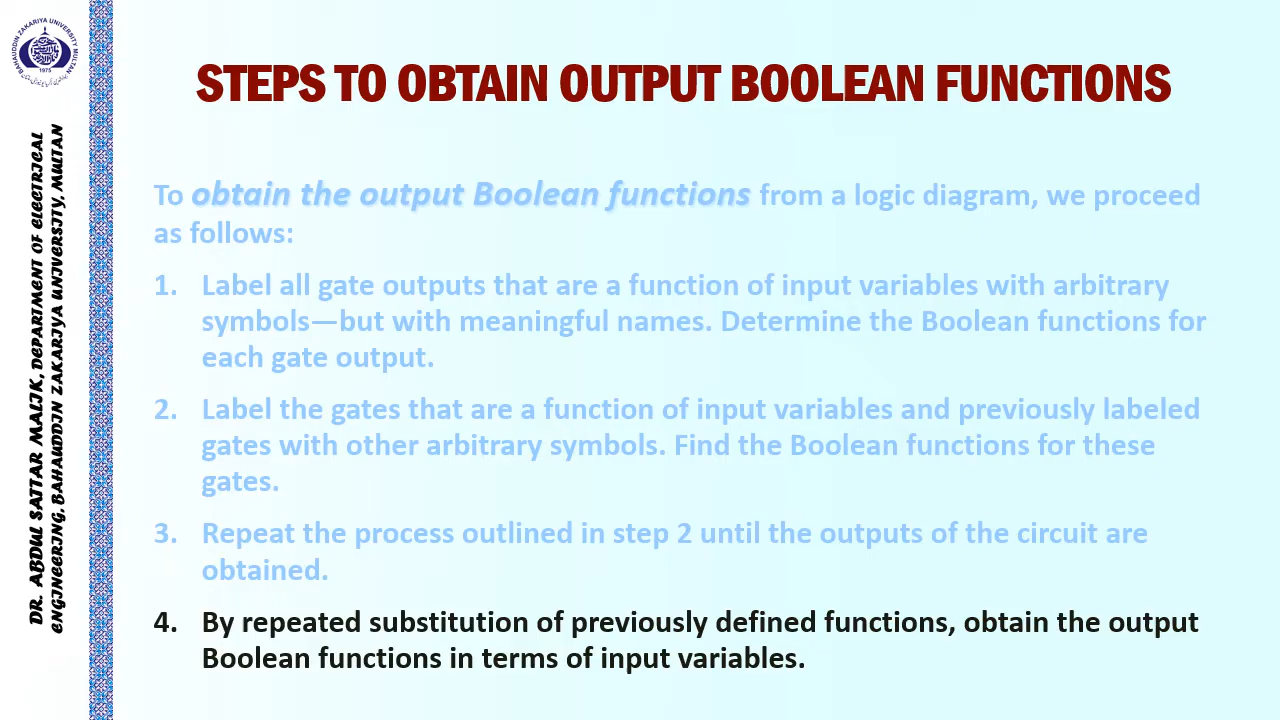 BAHAUDDIN ZAKARIYA UNIVERSITY MULTAN
1975
DR. ABDUL SATTAR MALIK, DEPARTMENT OF ELECTRICAL
ENGINEERING, BAHAUDDIN ZAKARIYA UNIVERSITY, MULTAN
STEPS TO OBTAIN OUTPUT BOOLEAN FUNCTIONS
To obtain the output Boolean functions from a logic diagram, we proceed
as follows:
1. Label all gate outputs that are a function of input variables with arbitrary
symbols—but with meaningful names. Determine the Boolean functions for
each gate output.
2. Label the gates that are a function of input variables and previously labeled
gates with other arbitrary symbols. Find the Boolean functions for these
gates.
3. Repeat the process outlined in step 2 until the outputs of the circuit are
obtained.
4. By repeated substitution of previously defined functions, obtain the output
Boolean functions in terms of input variables.